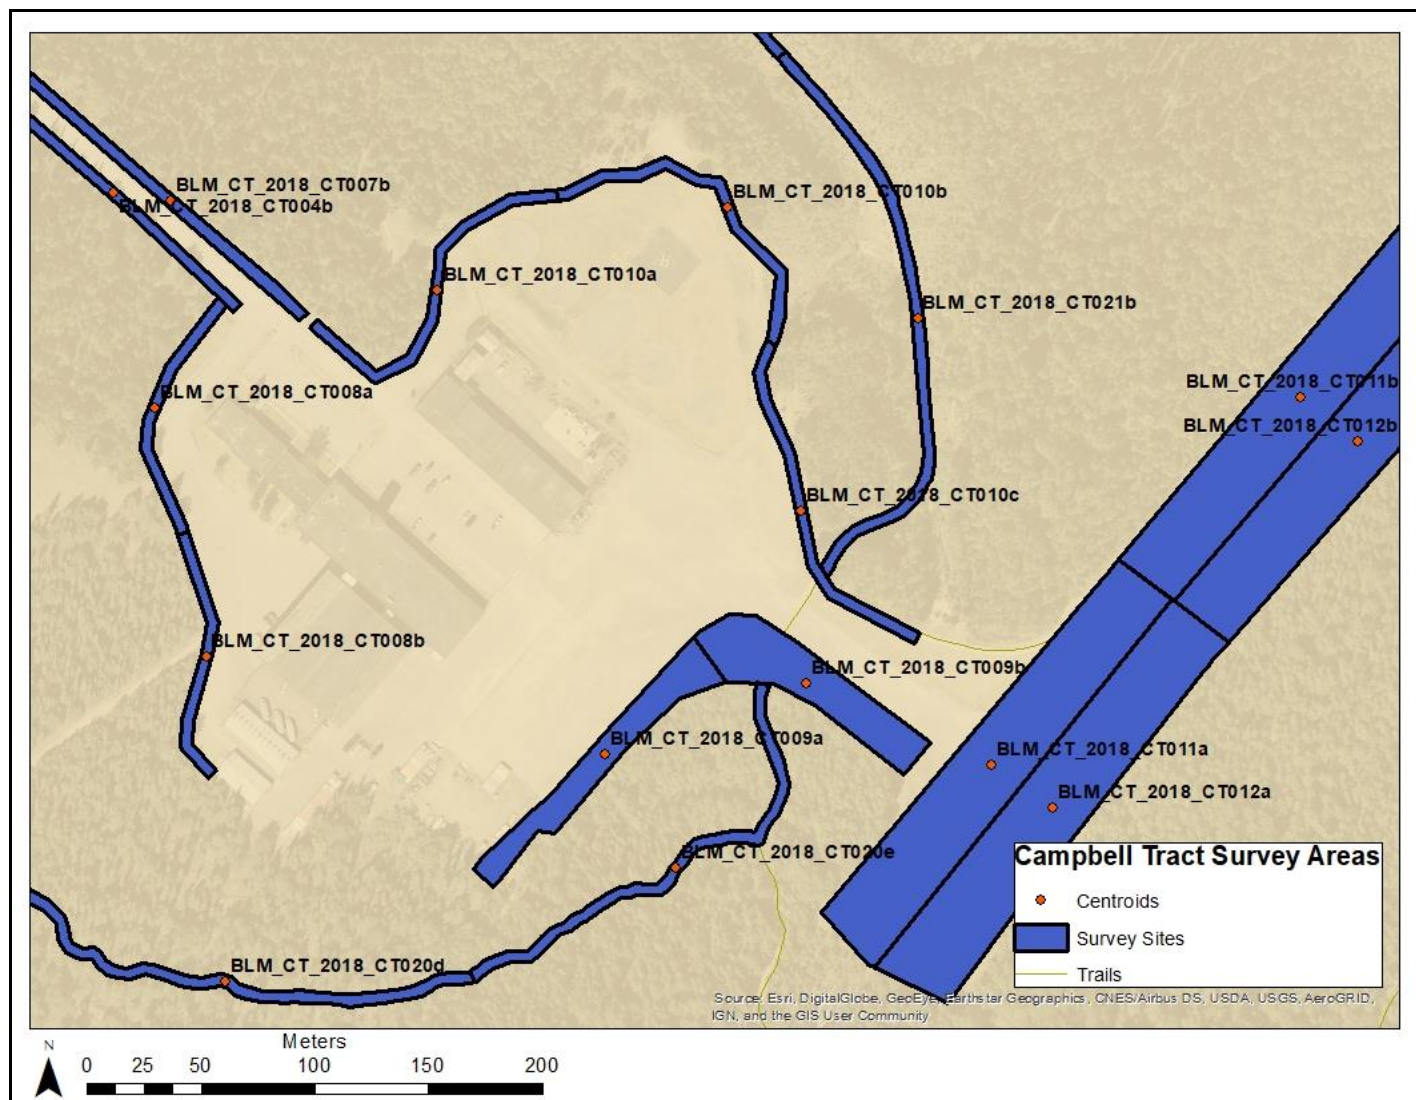 BLM_CT_2018_CT007b
BLM_CT_2018_CT004b
BLM_CT_2018_CT010b
BLM_CT_2018_CT010a
BLM_CT_2018_CT021b
BLM_CT_2018_CT011b
BLM_CT_2018_CT008a
BLM_CT_2018_CT012b
BLM_CT_2018_CT010c
BLM_CT_2018_CT008b
BLM_CT_2018_CT009b
BLM_CT_2018_CT009a
BLM_CT_2018_CT011a
BLM_CT_2018_CT012a
BLM_CT_2018_CT020e
BLM_CT_2018_CT020d
Campbell Tract Survey Areas
Centroids
Survey Sites
Trails
Source: Esri, DigitalGlobe, GeoEye, Earthstar Geographics, CNES/Airbus DS, USDA, USGS, AeroGRID,
IGN, and the GIS User Community
N
Meters
0 25 50 100 150 200